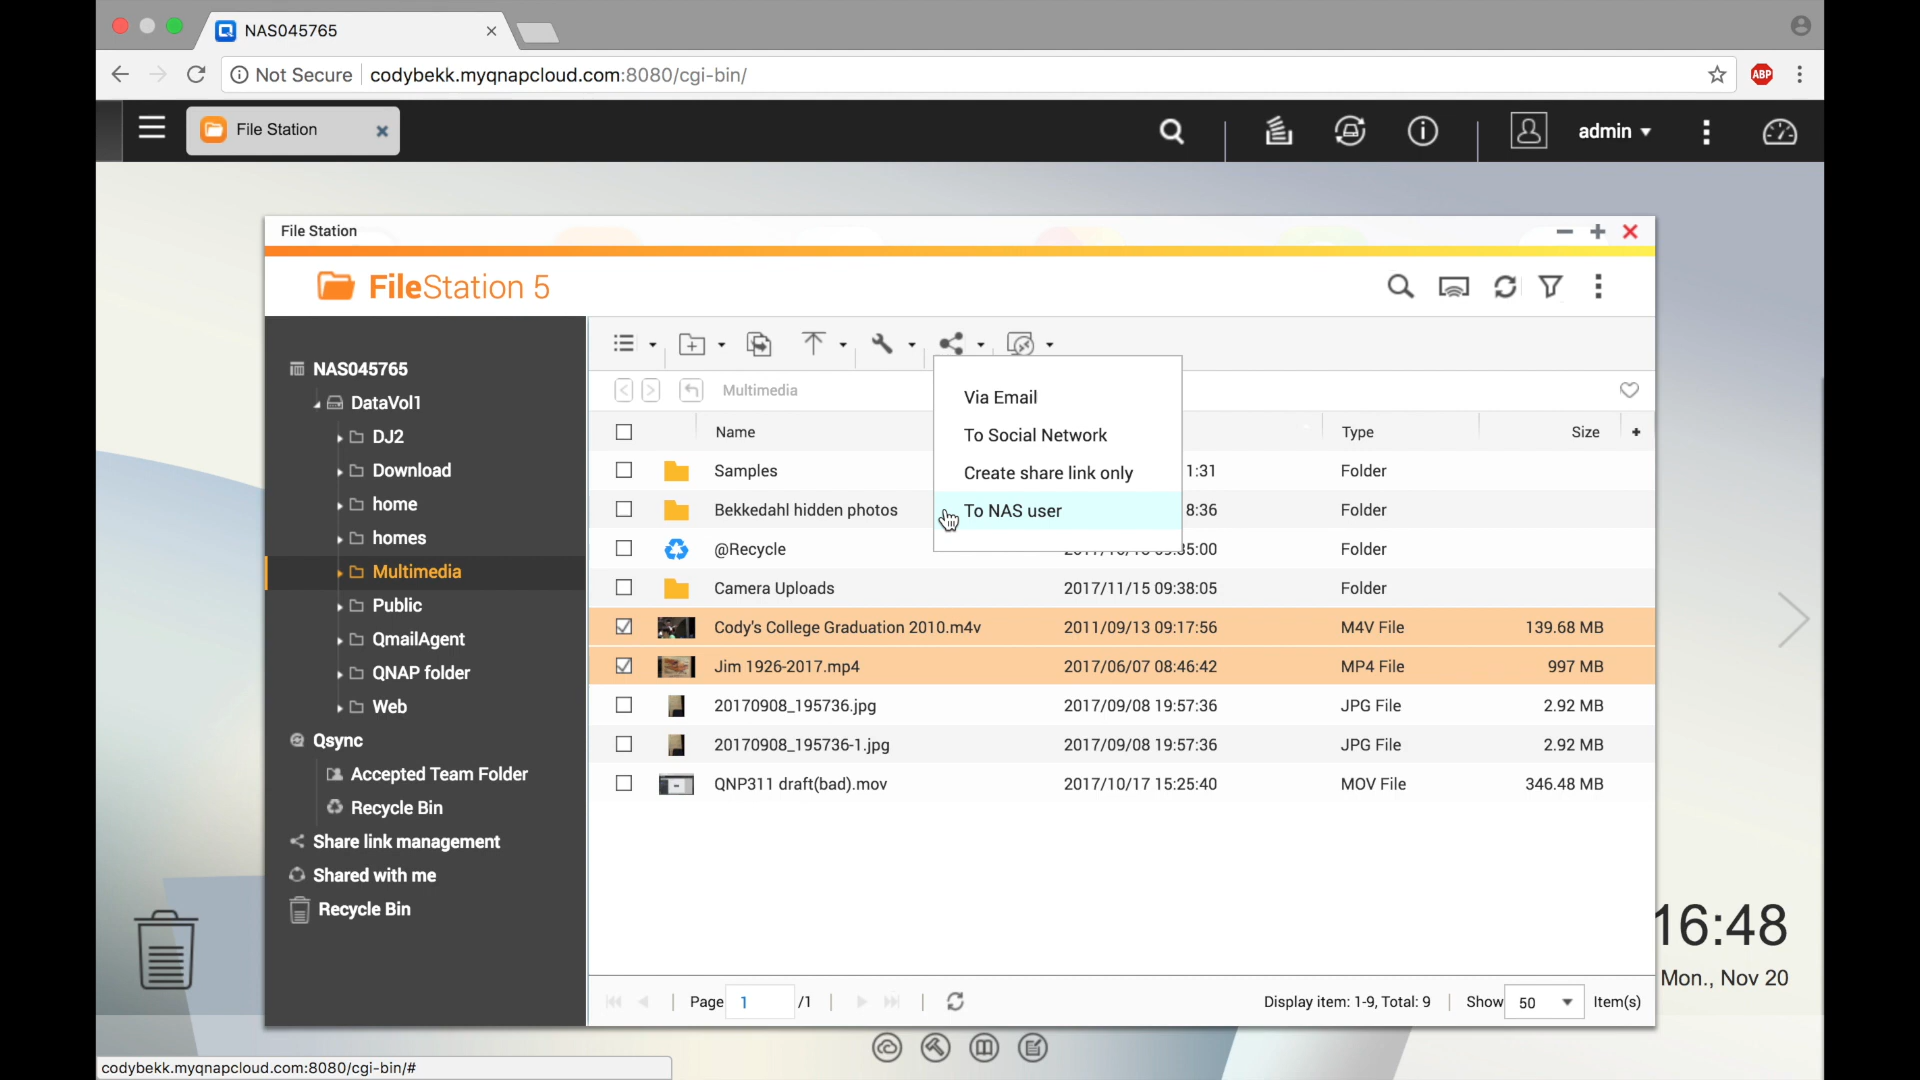 NAS045765
Not Secure codybekk.myqnapcloud.com:8080/cgi-bin/
ABP
File Station
admin
File Station
FileStation 5
NAS045765
DataVol1
DJ2
Download
home
homes
Multimedia
Public
QmailAgent
QNAP folder
Web
Qsync
Accepted Team Folder
Recycle Bin
Share link management
Shared with me
Recycle Bin
Multimedia
Via Email
To Social Network
Create share link only
To NAS user
Name Type Size
Samples 1:31 Folder
Bekkedahl hidden photos 8:36 Folder
@Recycle 35:00 Folder
Camera Uploads 2017/11/15 09:38:05 Folder
Cody's College Graduation 2010.m4v 2011/09/13 09:17:56 M4V File 139.68 MB
Jim 1926-2017.mp4 2017/06/07 08:46:42 MP4 File 997 MB
20170908_195736.jpg 2017/09/08 19:57:36 JPG File 2.92 MB
20170908_195736-1.jpg 2017/09/08 19:57:36 JPG File 2.92 MB
QNP311 draft(bad).mov 2017/10/17 15:25:40 MOV File 346.48 MB
Page 1 /1 Display item: 1-9, Total: 9 Show 50 Item(s)
16:48
Mon., Nov 20
codybekk.myqnapcloud.com:8080/cgi-bin/#